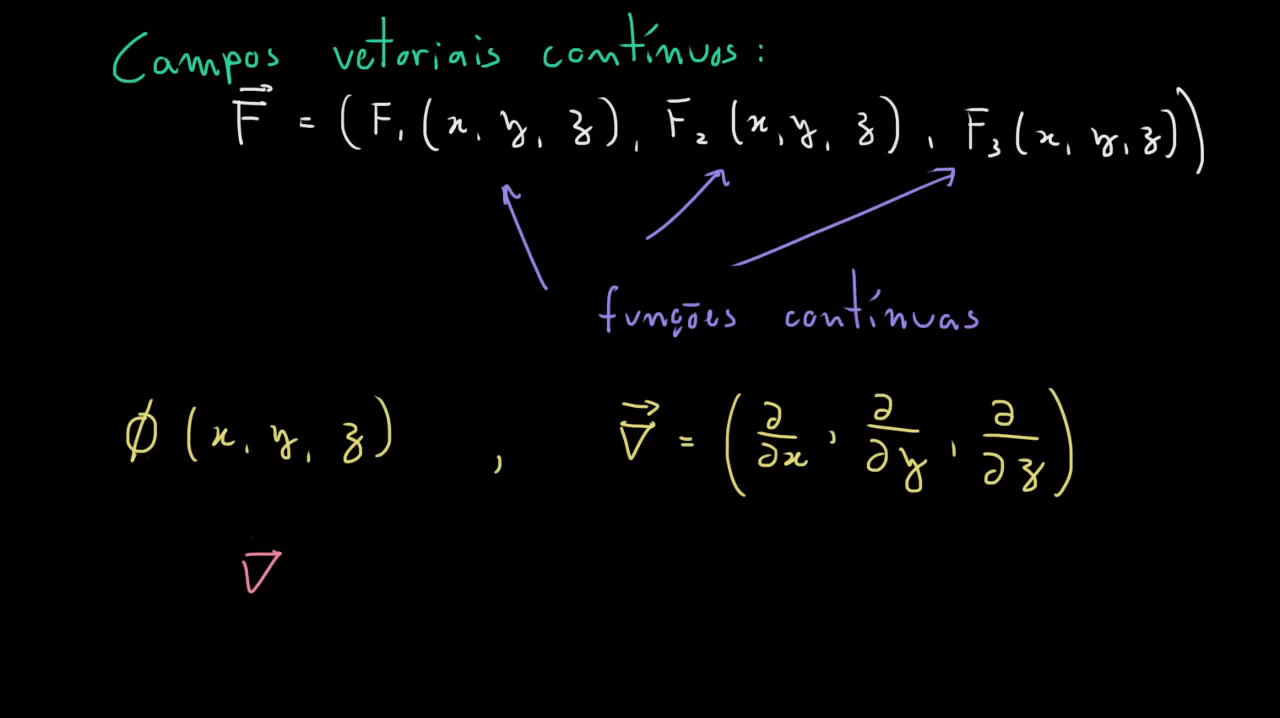 Campos vetoriais contínuos:
F⃗ = (F₁(x, y, z), F₂(x, y, z), F₃(x, y, z))
funções contínuas
ϕ(x, y, z) , ∇⃗ = (∂/∂x, ∂/∂y, ∂/∂z)
∇⃗